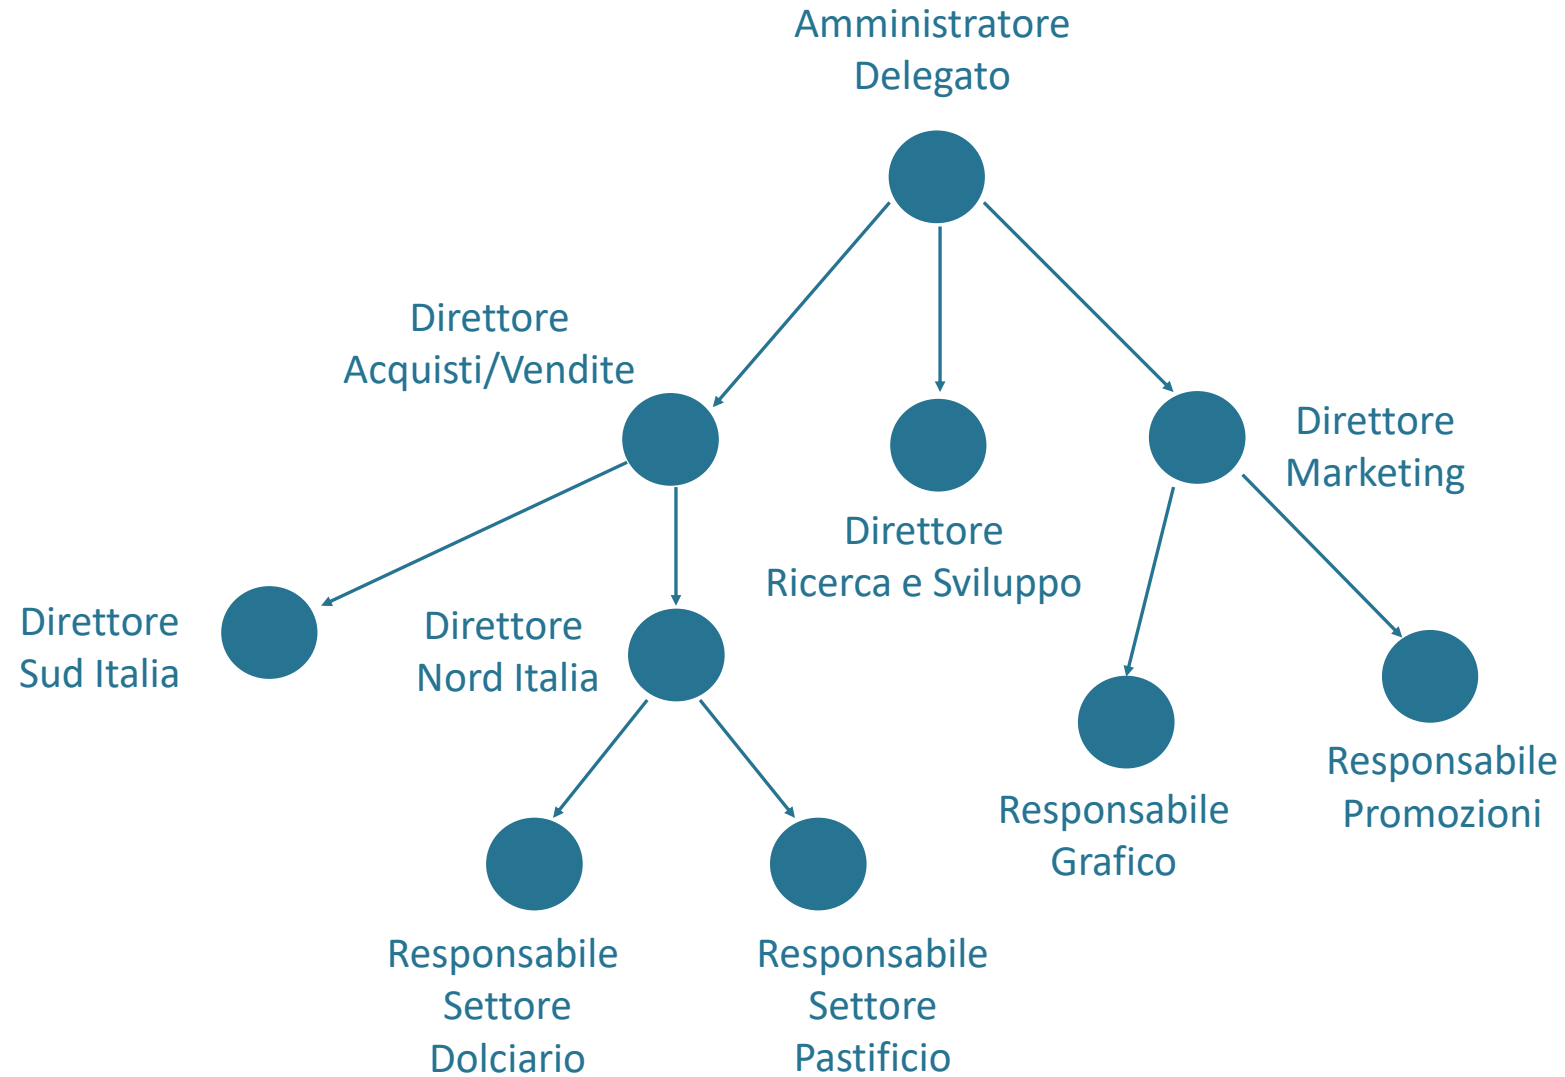 Amministratore
Delegato
Direttore
Acquisti/Vendite
Direttore
Ricerca e Sviluppo
Direttore
Marketing
Direttore
Sud Italia
Direttore
Nord Italia
Responsabile
Grafico
Responsabile
Promozioni
Responsabile
Settore
Dolciario
Responsabile
Settore
Pastificio